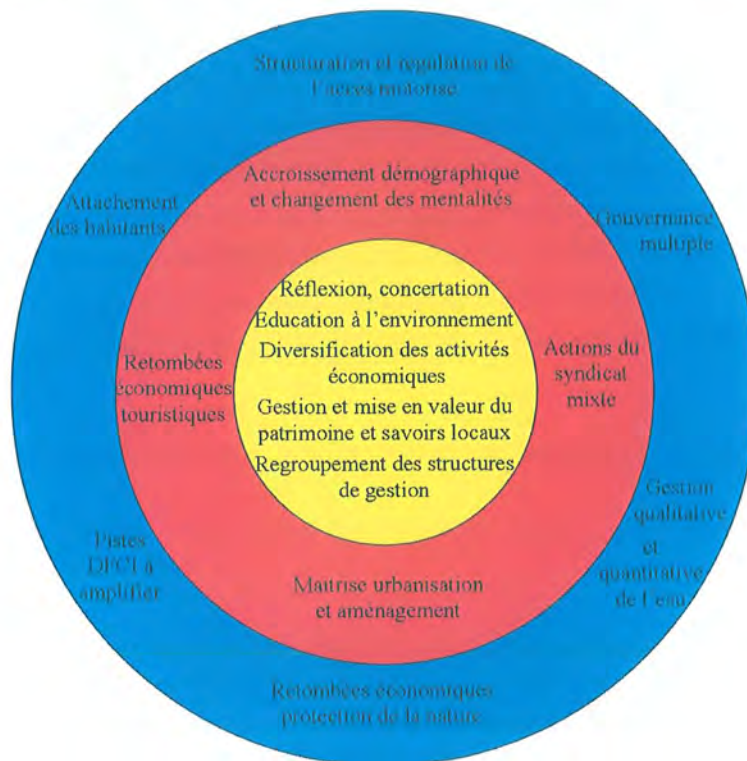 Structuration et régulation de
l'accès motorisé
Accroissement démographique
et changement des mentalités
Attachement
des habitants
Gouvernance
multiple
Réflexion, concertation
Education à l'environnement
Diversification des activités
économiques
Gestion et mise en valeur du
patrimoine et savoirs locaux
Regroupement des structures
de gestion
Retombées
économiques
touristiques
Actions du
syndicat
mixte
Gestion
qualitative
et
quantitative
de l'eau
Pistes
DFCI à
amplifier
Maîtrise urbanisation
et aménagement
Retombées économiques
protection de la nature